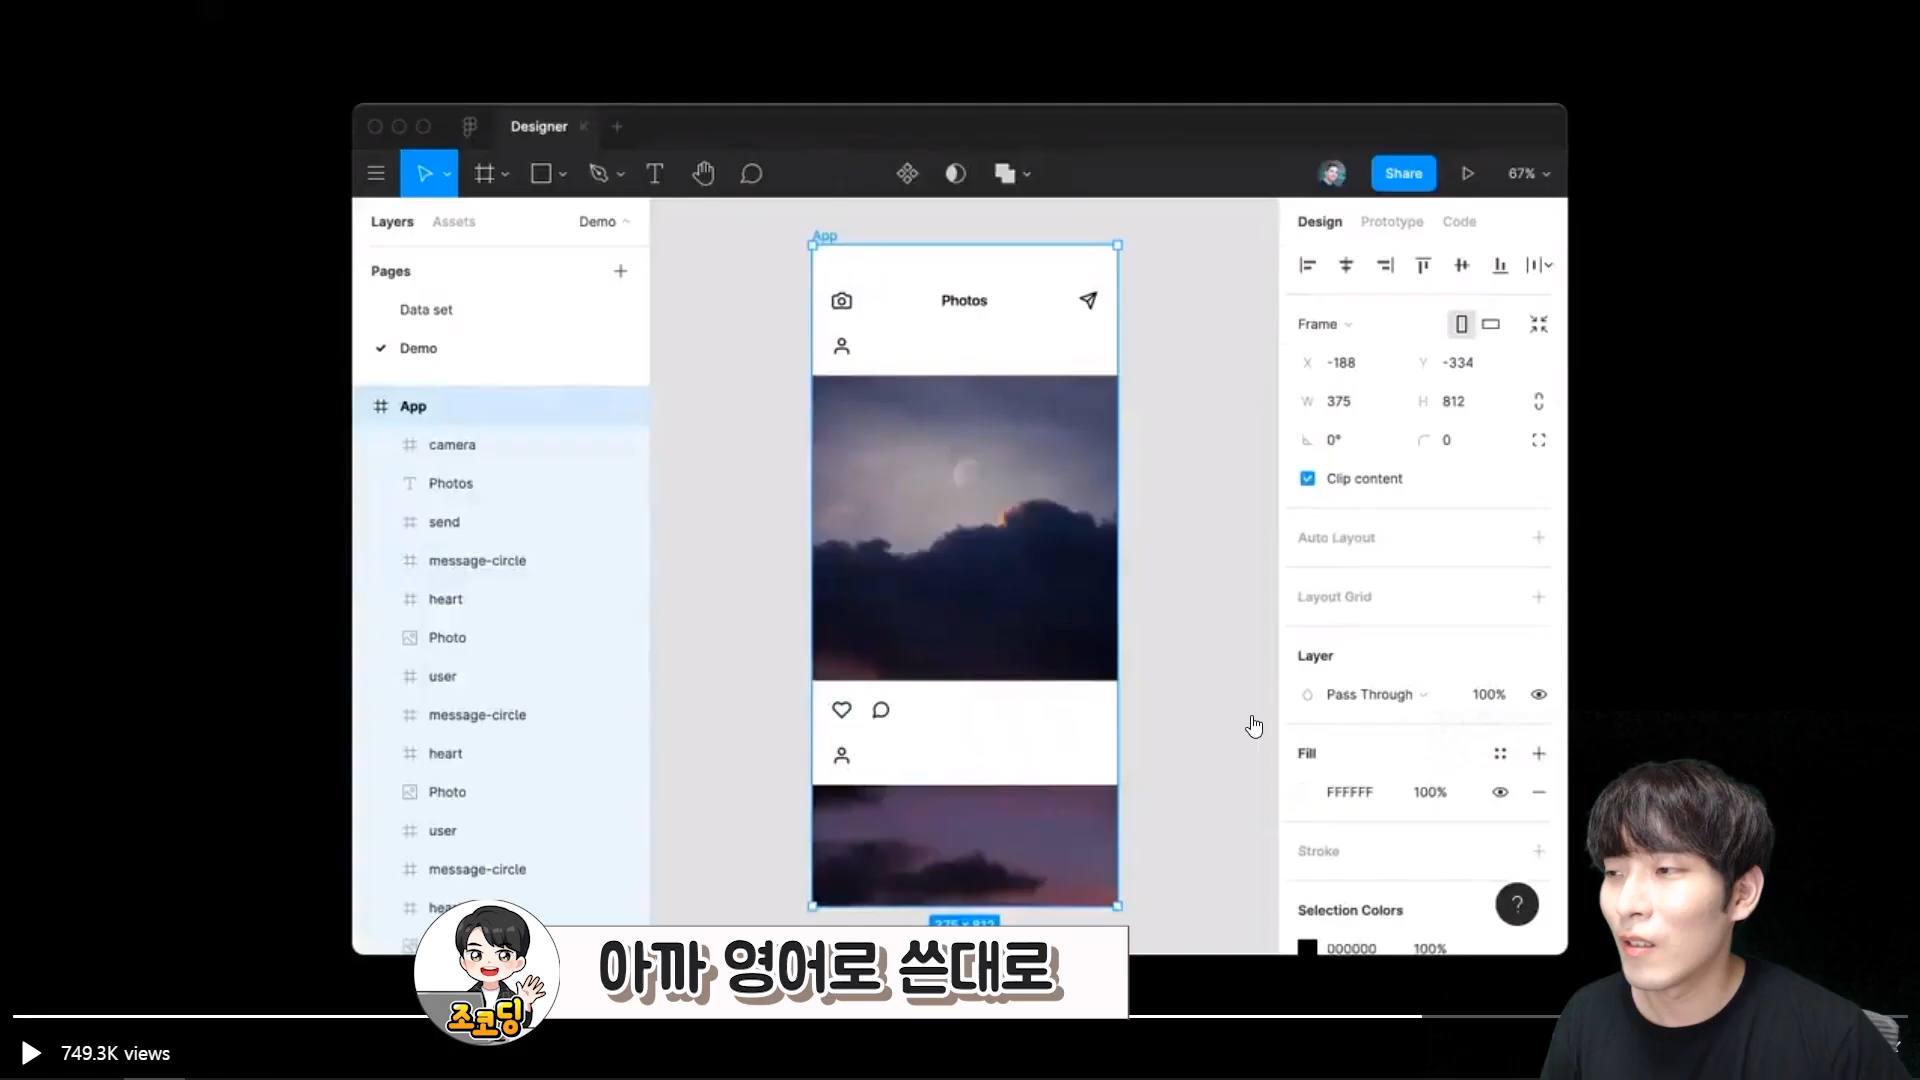 Designer
Share
67%
Layers
Assets
Demo
Pages
Data set
Demo
App
camera
Photos
send
message-circle
heart
Photo
user
message-circle
heart
Photo
user
message-circle
App
Photos
375 × 812
Design
Prototype
Code
Frame
X -188
Y -334
W 375
H 812
0°
0
Clip content
Auto Layout
Layout Grid
Layer
Pass Through
100%
Fill
FFFFFF
100%
Stroke
Selection Colors
000000
100%
?
조코딩
아까 영어로 쓴대로
749.3K views